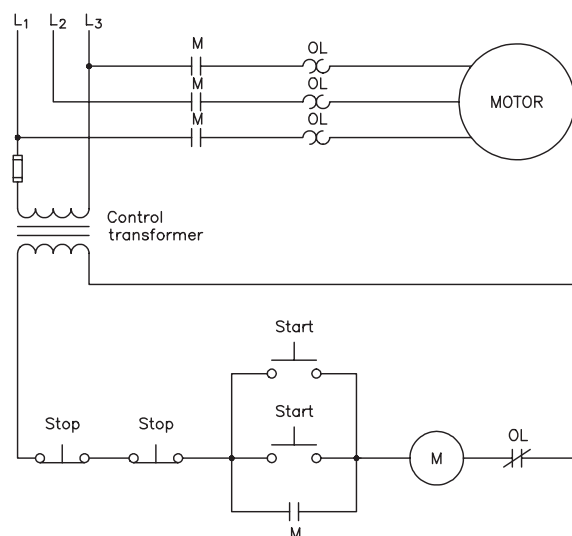 L1 L2 L3
M OL
M OL
M OL
MOTOR
Control
transformer
Start
Start
Stop Stop
M
OL
M